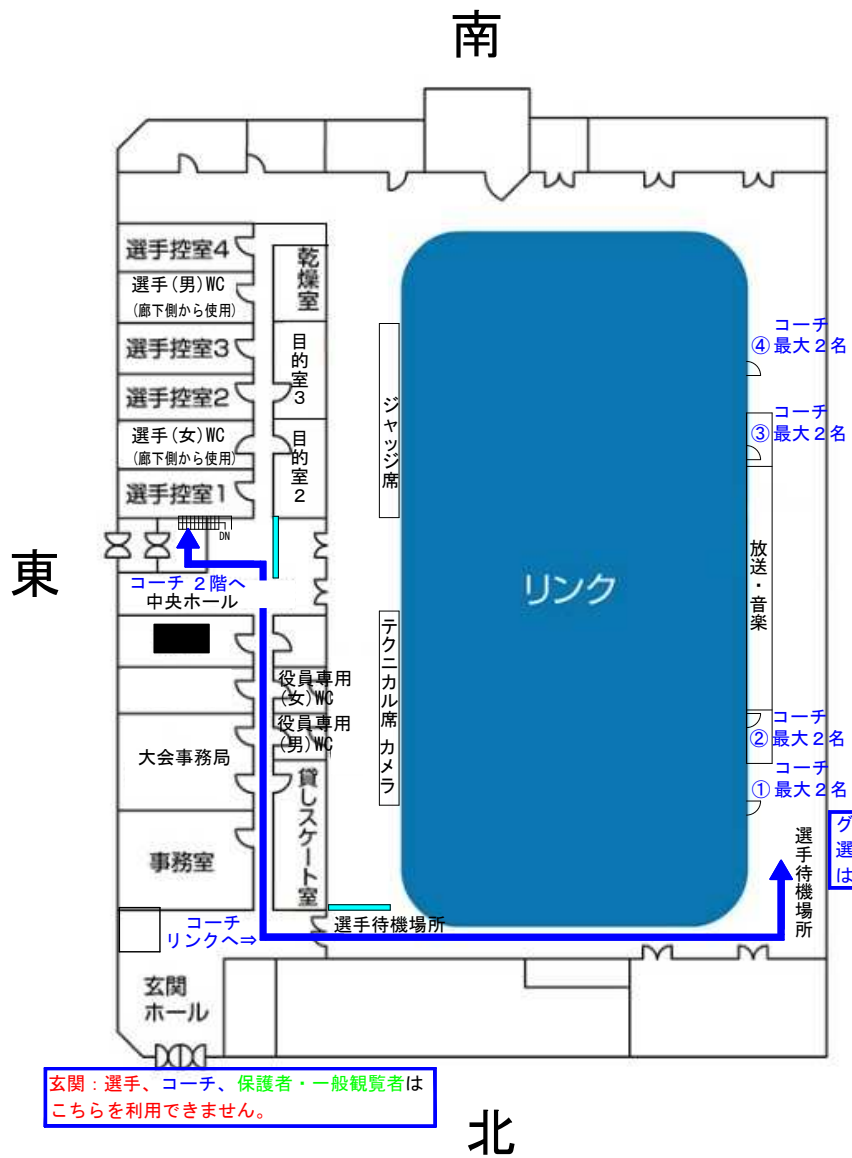 南
選手控室4
選手(男)WC
(廊下側から使用)
選手控室3
選手控室2
選手(女)WC
(廊下側から使用)
選手控室1
乾燥室
目的室3
目的室2
ジャッジ席
コーチ
④最大2名
コーチ
③最大2名
放送・音楽
リンク
東
DN
コーチ 2階へ
中央ホール
役員専用
(女)WC
役員専用
(男)WC
テクニカル席 カメラ
コーチ
②最大2名
コーチ
①最大2名
大会事務局
貸しスケート室
事務室
選手待機場所
グ
選
は
コーチ
リンクへ⇒
選手待機場所
玄関
ホール
玄関:選手、コーチ、保護者・一般観覧者は
こちらを利用できません。
北